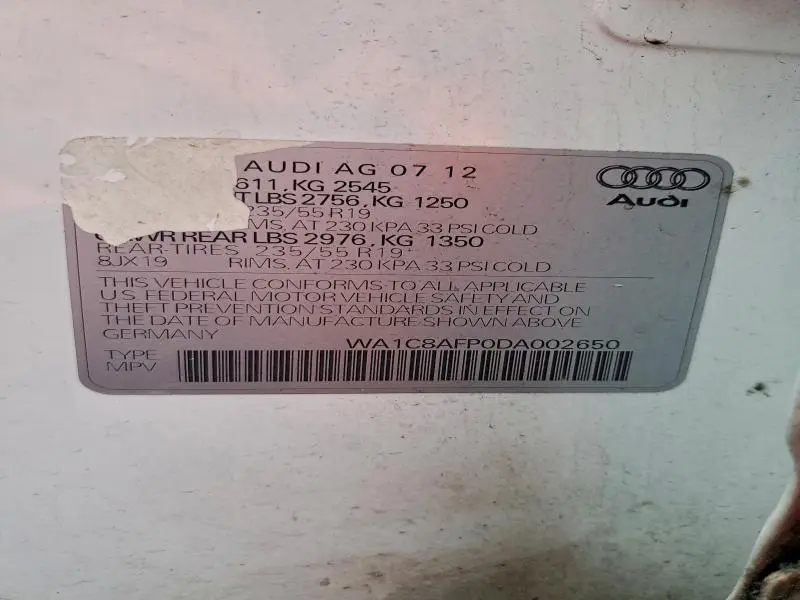 AUDI AG 07 12
611, KG 2545
T LBS 2756, KG 1250
235/55 R19
MS, AT 230 KPA 33 PSI COLD
REAR LBS 2976, KG 1350
REAR-TIRES, 235/55 R19
8JX19 RIMS, AT 230 KPA 33 PSI COLD
THIS VEHICLE CONFORMS TO ALL APPLICABLE
U.S. FEDERAL MOTOR VEHICLE SAFETY AND
THEFT PREVENTION STANDARDS IN EFFECT ON
THE DATE OF MANUFACTURE SHOWN ABOVE
GERMANY WA1C8AFP0DA002650
TYPE
MPV
Audi